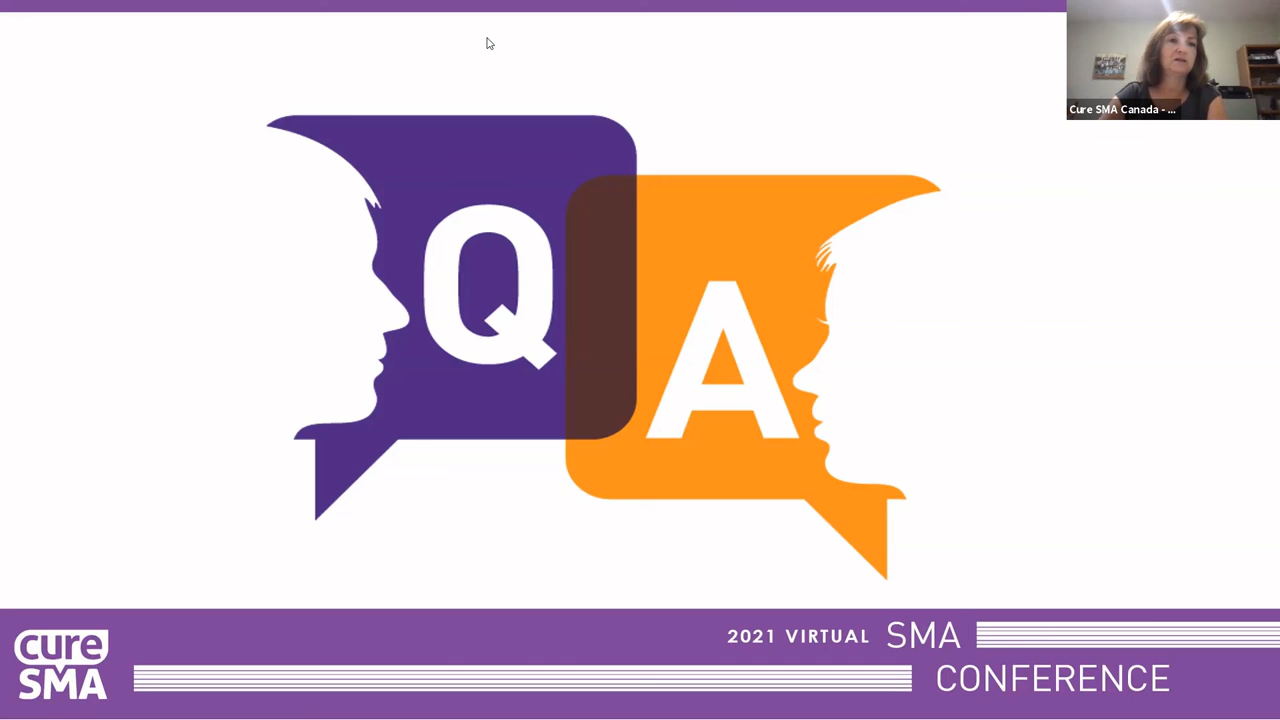 Cure SMA Canada - ...
Q
A
2021 VIRTUAL SMA
CONFERENCE
cure
SMA